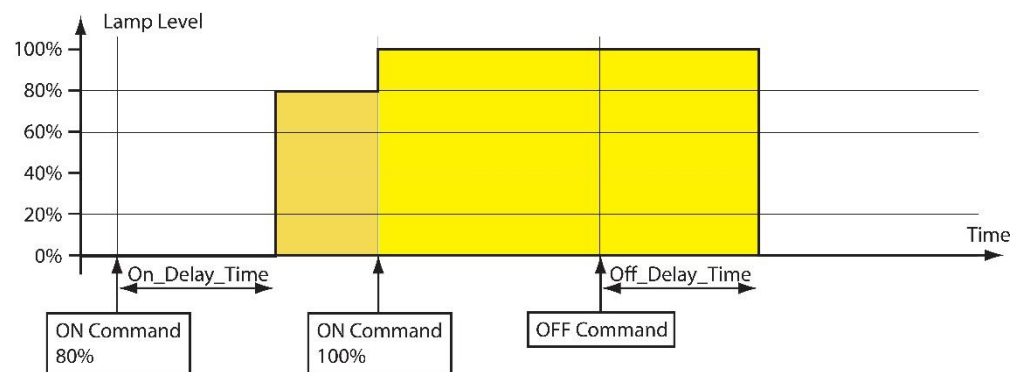 Lamp Level
100%
80%
60%
40%
20%
0%
Time
On_Delay_Time
Off_Delay_Time
ON Command
80%
ON Command
100%
OFF Command